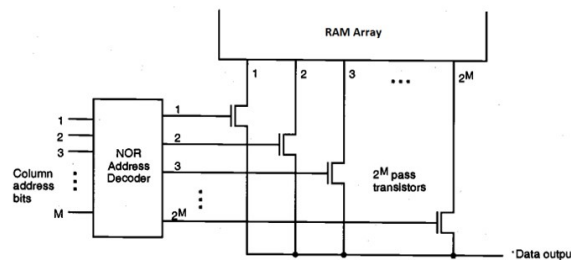 RAM Array
1
2
3
•••
2M
1
2
3
M
Column
address
bits
NOR
Address
Decoder
1
2
3
2M
2M pass
transistors
Data outpu